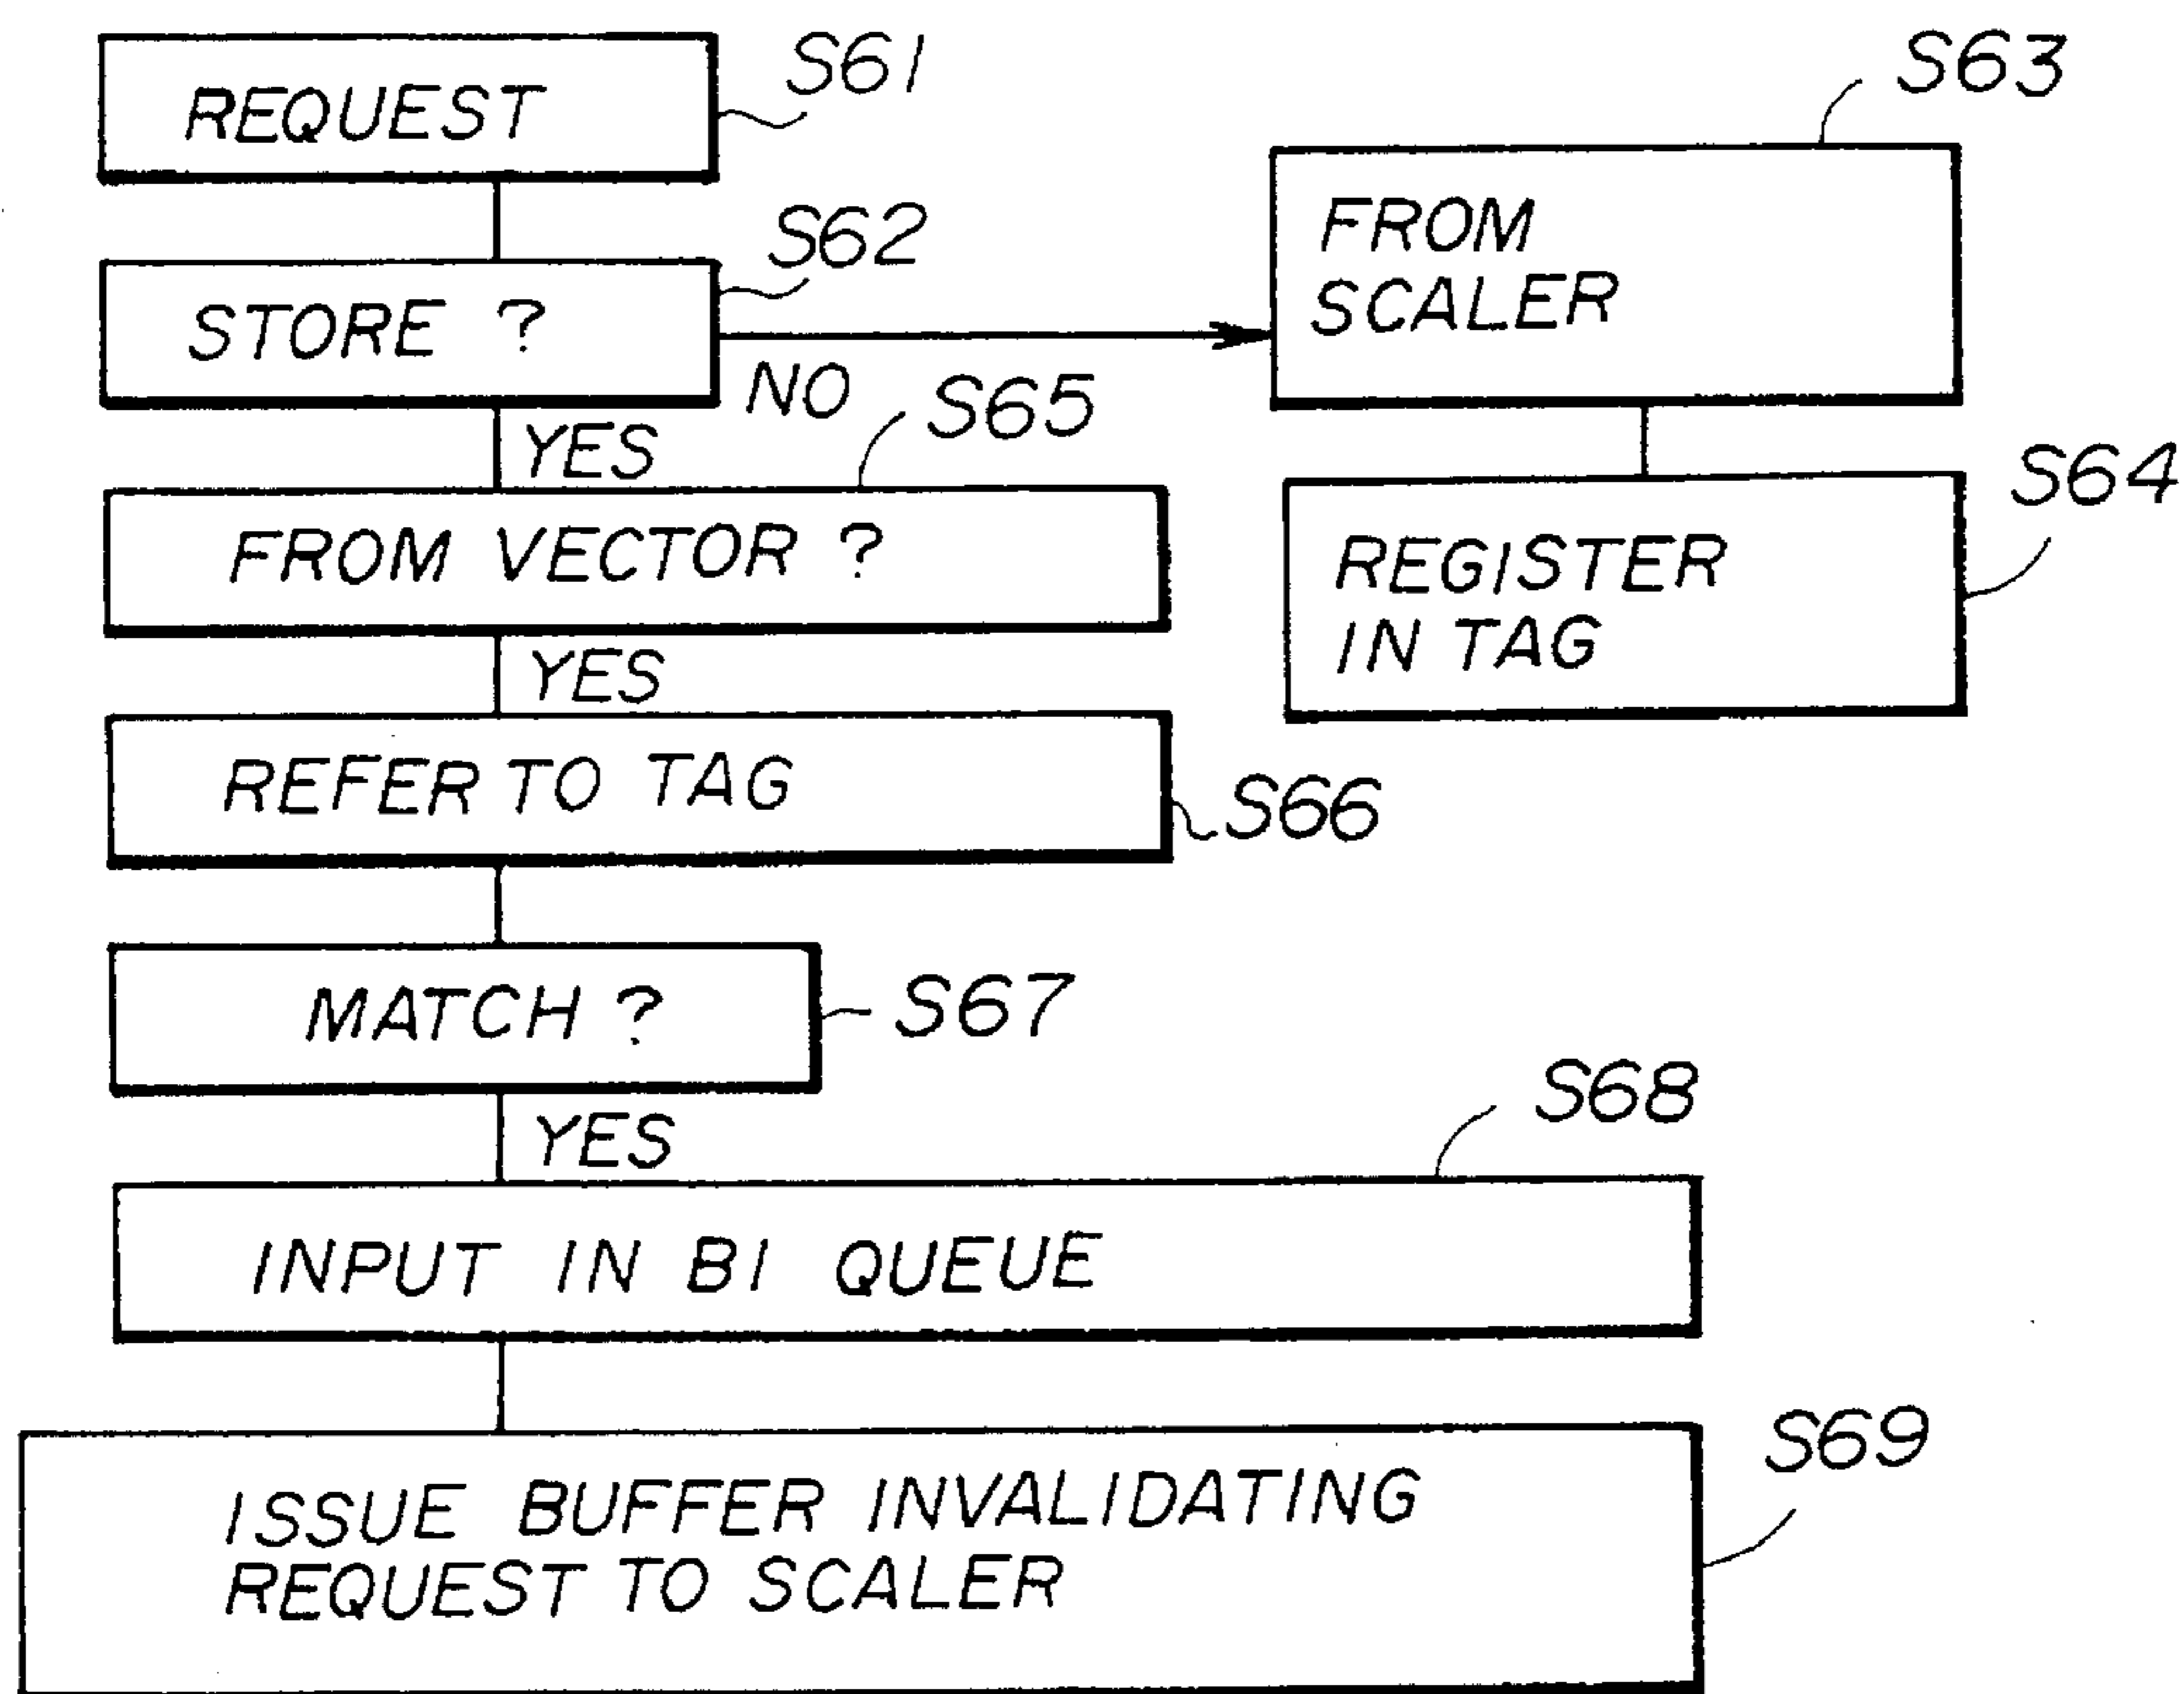 REQUEST
S61
STORE ?
S62
NO
FROM
SCALER
S63
REGISTER
IN TAG
S64
YES
FROM VECTOR ?
S65
YES
REFER TO TAG
S66
MATCH ?
S67
YES
INPUT IN BI QUEUE
S68
ISSUE BUFFER INVALIDATING
REQUEST TO SCALER
S69